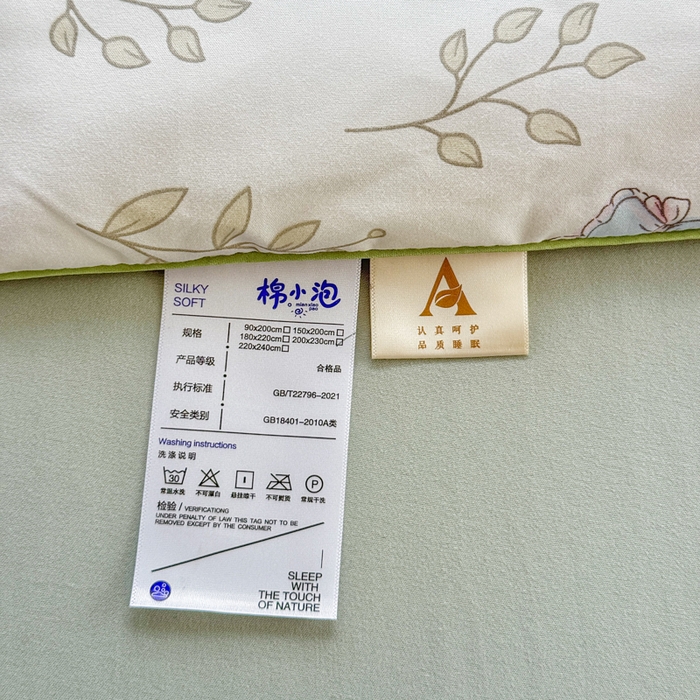 SILKY
SOFT
棉小泡
mian xiao
pao
规格
90x200cm□ 150x200cm□
180x220cm□ 200x230cm☑
220x240cm□
产品等级
合格品
执行标准
GB/T22796-2021
安全类别
GB18401-2010A类
Washing instructions
洗涤说明
30
P
常温水洗 不可漂白 悬挂晾干 不可熨烫 常规干洗
检验 / VERIFICATIONG
UNDER PENALTY OF LAW THIS TAG NOT TO BE
REMOVED EXCEPT BY THE CONSUMER
SLEEP
WITH
THE TOUCH
OF NATURE
A
认真呵护
品质睡眠